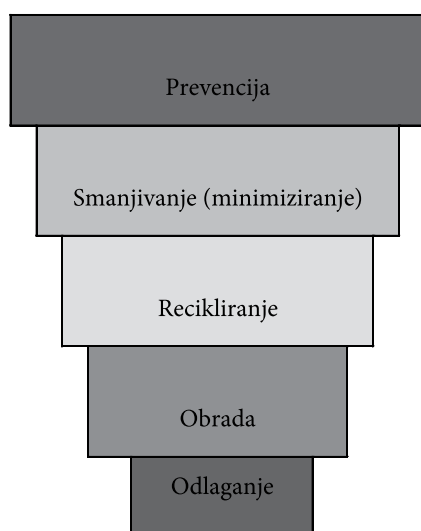 Prevencija
Smanjivanje (minimiziranje)
Recikliranje
Obrada
Odlaganje